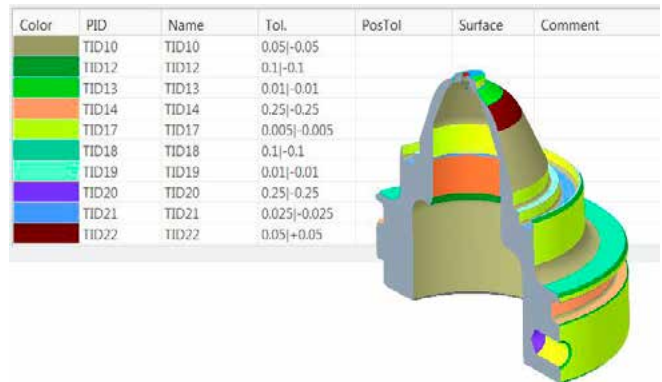 Color PID Name Tol. PosTol Surface Comment
TID10 TID10 0.05|-0.05
TID12 TID12 0.1|-0.1
TID13 TID13 0.01|-0.01
TID14 TID14 0.25|-0.25
TID17 TID17 0.005|-0.005
TID18 TID18 0.1|-0.1
TID19 TID19 0.01|-0.01
TID20 TID20 0.25|-0.25
TID21 TID21 0.025|-0.025
TID22 TID22 0.05|+0.05